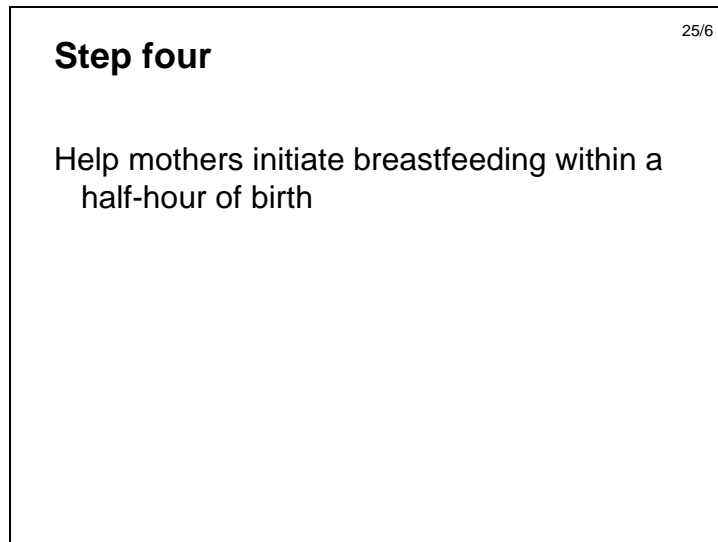 25/6
Step four
Help mothers initiate breastfeeding within a
half-hour of birth